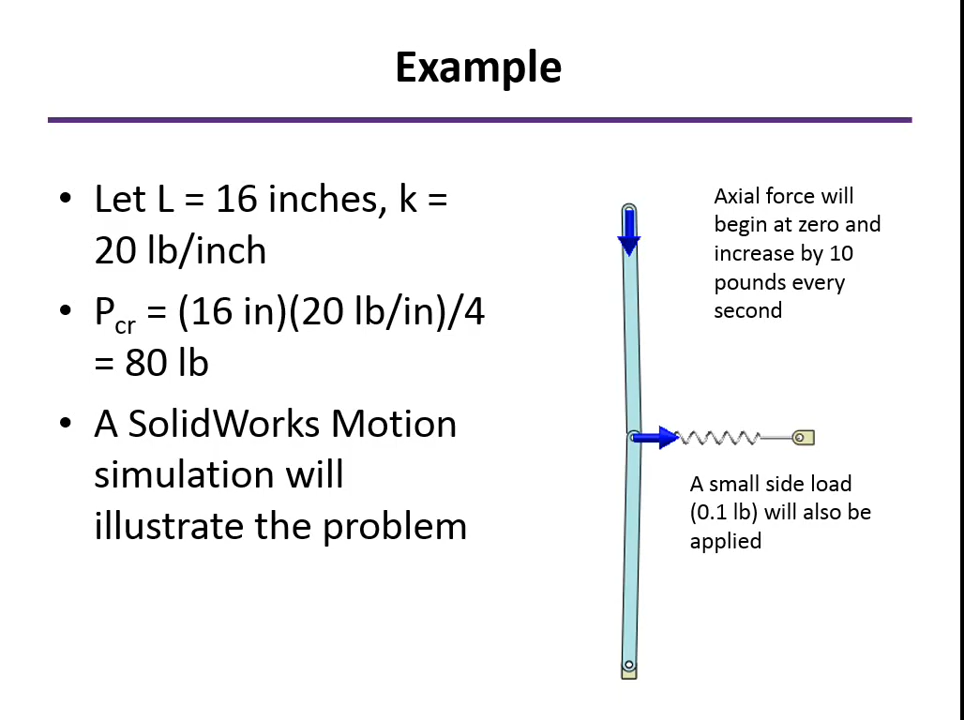 Example
• Let L = 16 inches, k =
20 lb/inch
• Pcr = (16 in)(20 lb/in)/4
= 80 lb
• A SolidWorks Motion
simulation will
illustrate the problem
Axial force will
begin at zero and
increase by 10
pounds every
second
A small side load
(0.1 lb) will also be
applied